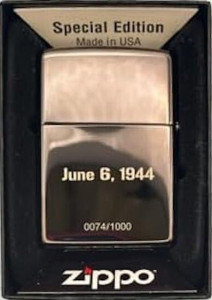 Special Edition
Made in USA
June 6, 1944
0074/1000
zippo